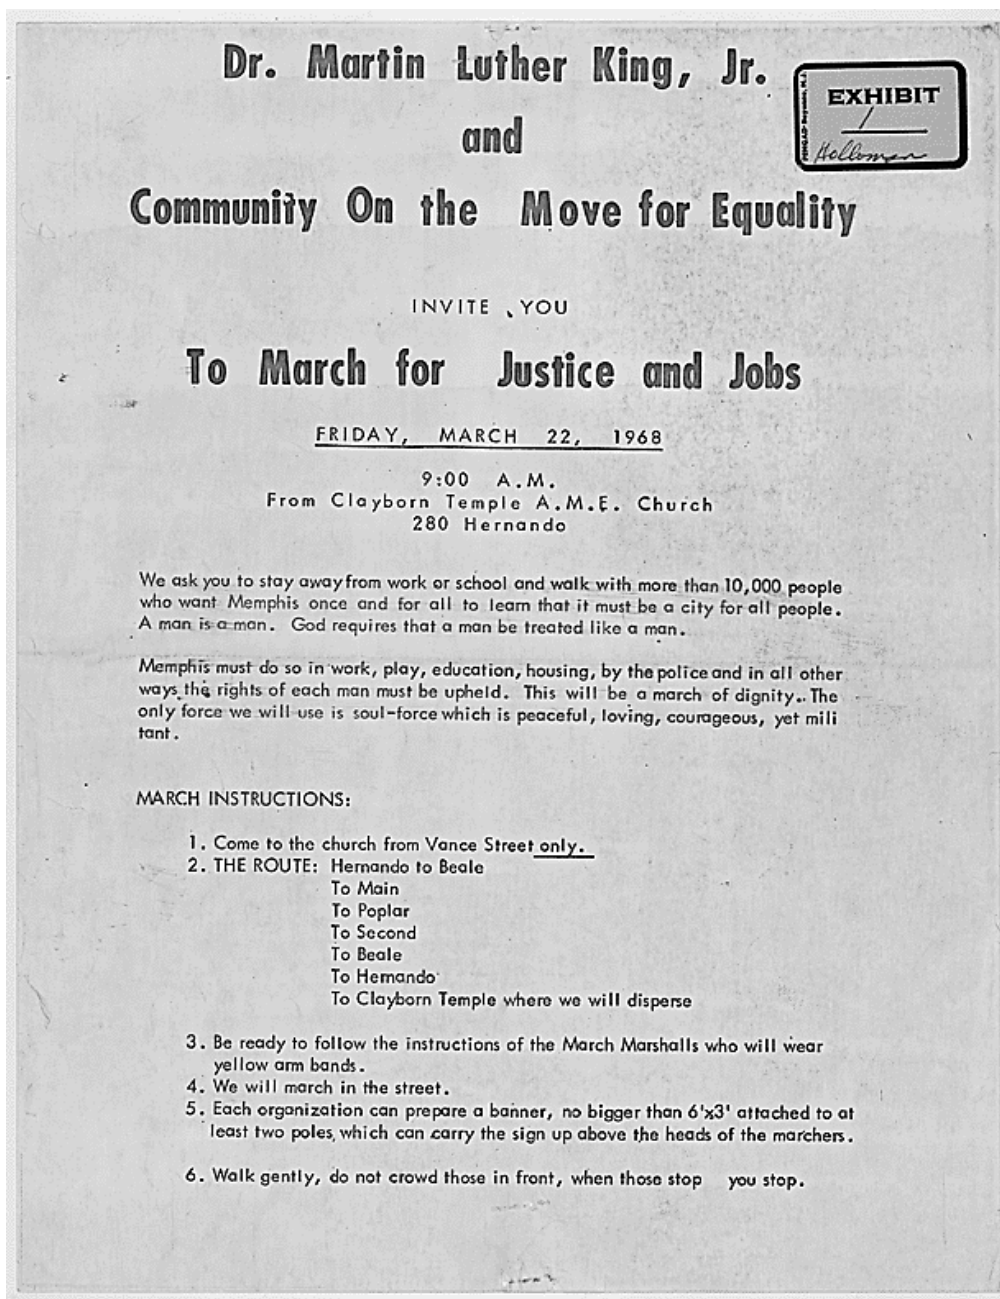 Dr. Martin Luther King, Jr.
EXHIBIT
1
Holloman
and
Community On the Move for Equality
INVITE YOU
To March for Justice and Jobs
FRIDAY, MARCH 22, 1968
9:00 A.M.
From Clayborn Temple A.M.E. Church
280 Hernando
We ask you to stay away from work or school and walk with more than 10,000 people
who want Memphis once and for all to learn that it must be a city for all people.
A man is a man. God requires that a man be treated like a man.
Memphis must do so in work, play, education, housing, by the police and in all other
ways the rights of each man must be upheld. This will be a march of dignity. The
only force we will use is soul-force which is peaceful, loving, courageous, yet mili
tant.
MARCH INSTRUCTIONS:
1. Come to the church from Vance Street only.
2. THE ROUTE: Hernando to Beale
To Main
To Poplar
To Second
To Beale
To Hernando
To Clayborn Temple where we will disperse
3. Be ready to follow the instructions of the March Marshalls who will wear
yellow arm bands.
4. We will march in the street.
5. Each organization can prepare a banner, no bigger than 6'x3' attached to at
least two poles, which can carry the sign up above the heads of the marchers.
6. Walk gently, do not crowd those in front, when those stop you stop.